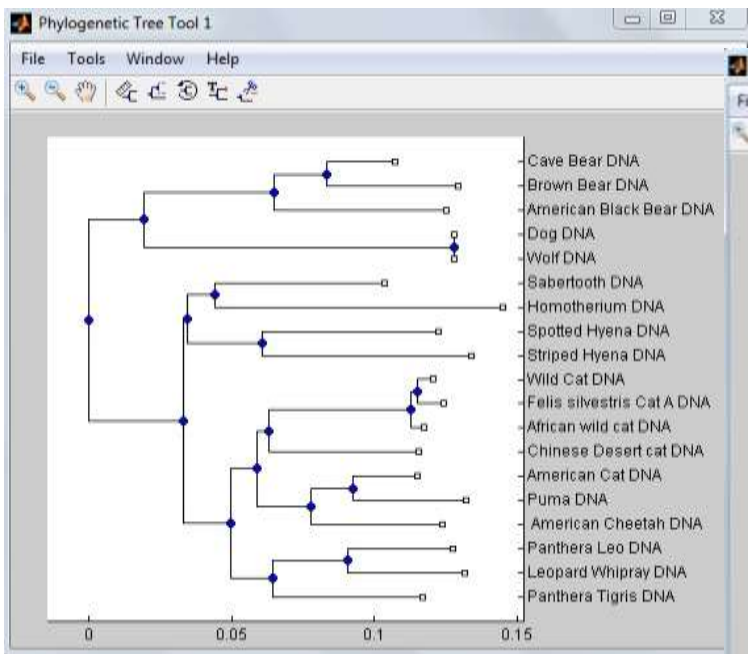 Phylogenetic Tree Tool 1
File Tools Window Help
Cave Bear DNA
Brown Bear DNA
American Black Bear DNA
Dog DNA
Wolf DNA
Sabertooth DNA
Homotherium DNA
Spotted Hyena DNA
Striped Hyena DNA
Wild Cat DNA
Felis silvestris Cat A DNA
African wild cat DNA
Chinese Desert cat DNA
American Cat DNA
Puma DNA
American Cheetah DNA
Panthera Leo DNA
Leopard Whipray DNA
Panthera Tigris DNA
0 0.05 0.1 0.15